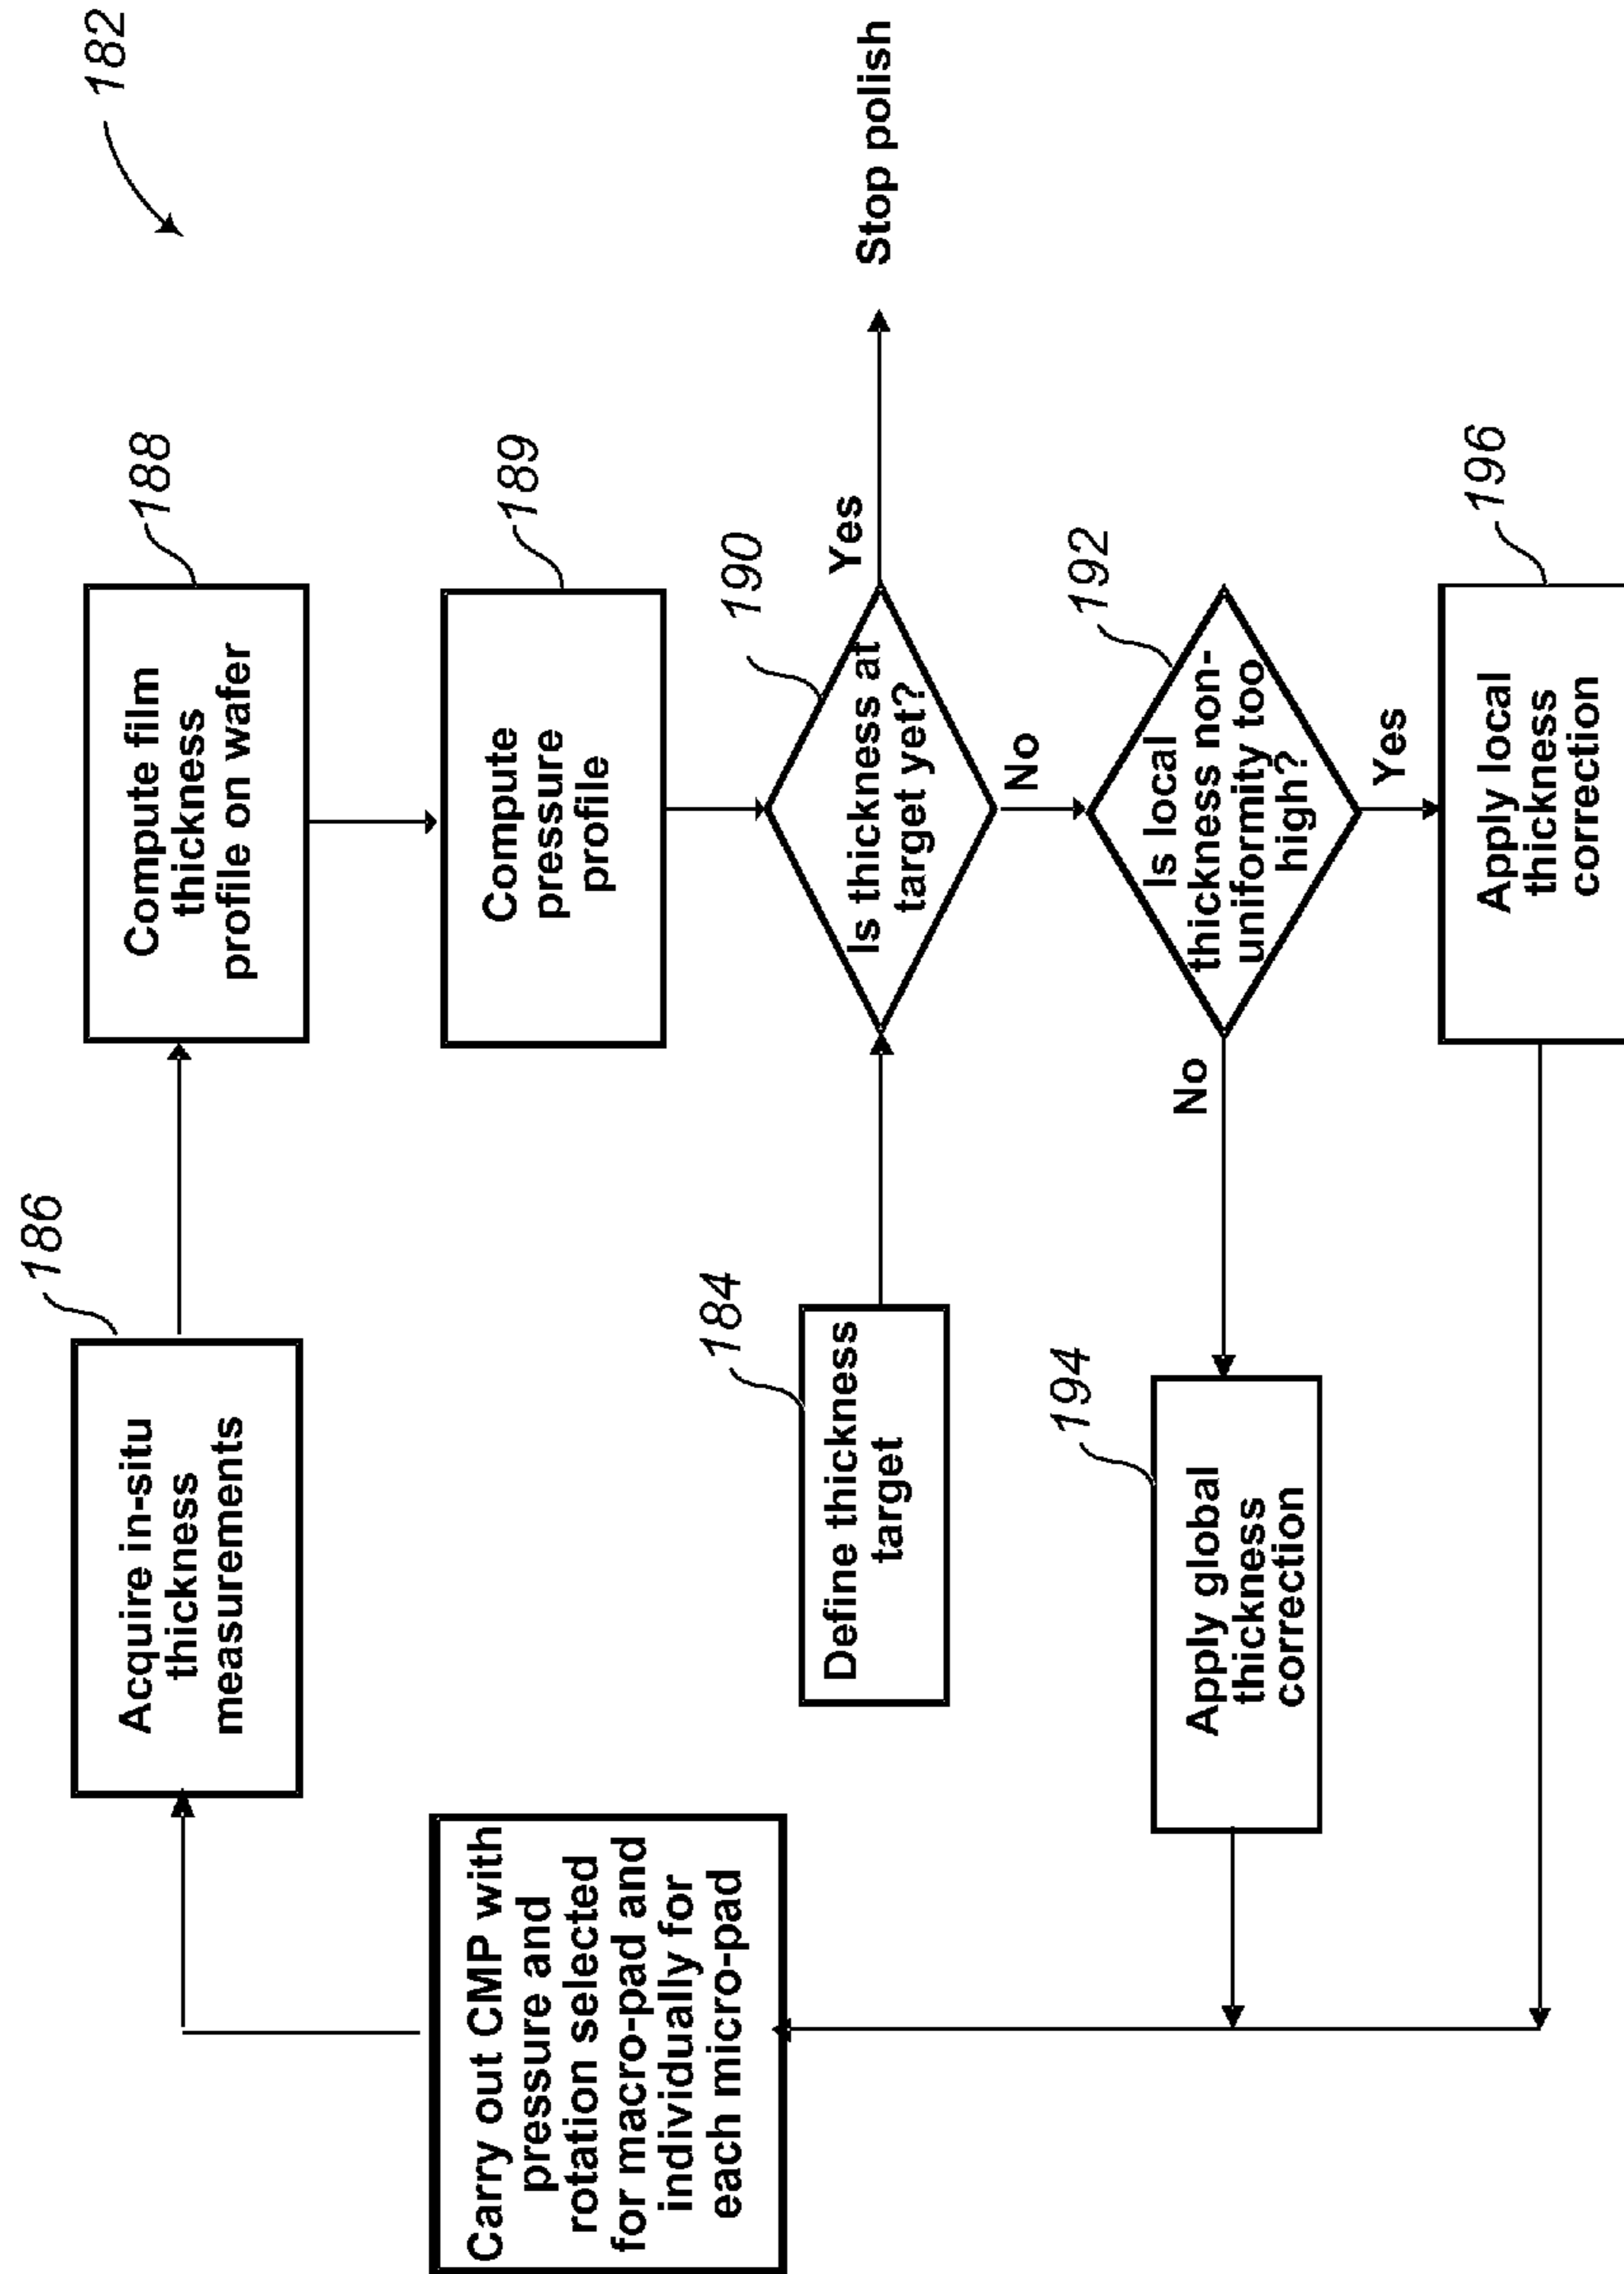 182
186
Acquire in-situ
thickness
measurements
188
Compute film
thickness
profile on wafer
Carry out CMP with
pressure and
rotation selected
for macro-pad and
individually for
each micro-pad
189
Compute
pressure
profile
184
Define thickness
target
190
Is thickness at
target yet?
Yes
Stop polish
No
194
Apply global
thickness
correction
No
192
Is local
thickness non-
uniformity too
high?
Yes
196
Apply local
thickness
correction